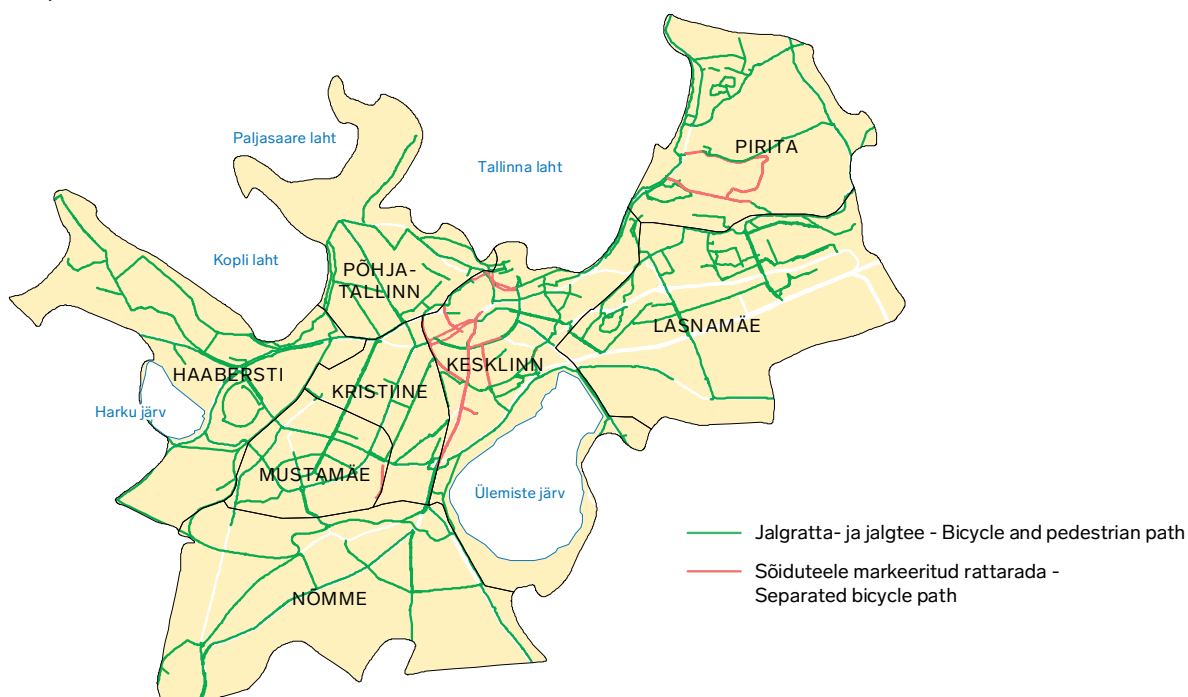 Paljasaare laht
Tallinna laht
PIRITA
Kopli laht
PÕHJA-
TALLINN
LASNAMÄE
HAABERSTI
KESKLINN
KRISTIINE
Harku järv
MUSTAMÄE
Ülemiste järv
NÕMME
Jalgratta- ja jalgtee - Bicycle and pedestrian path
Sõiduteele markeeritud rattarada -
Separated bicycle path